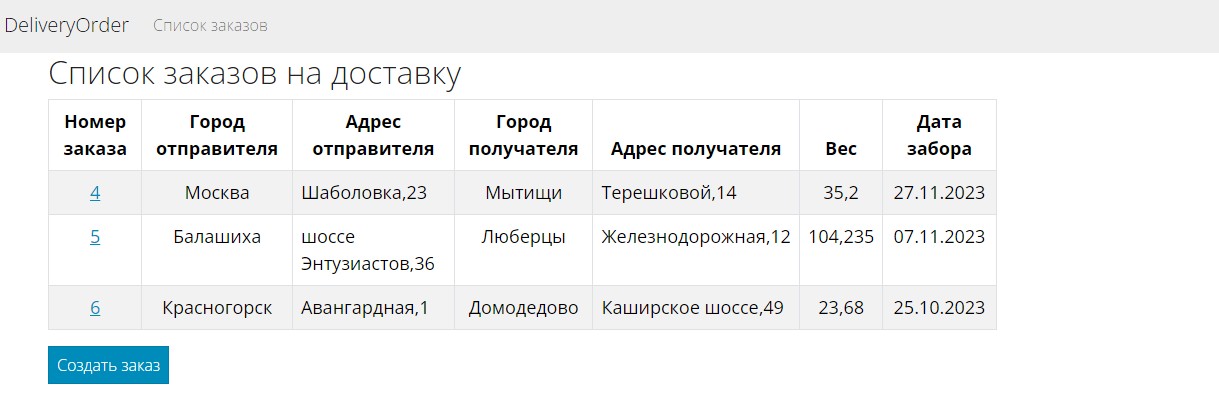 DeliveryOrder Список заказов
Список заказов на доставку
Номер заказа Город отправителя Адрес отправителя Город получателя Адрес получателя Вес Дата забора
4 Москва Шаболовка,23 Мытищи Терешковой,14 35,2 27.11.2023
5 Балашиха шоссе Энтузиастов,36 Люберцы Железнодорожная,12 104,235 07.11.2023
6 Красногорск Авангардная,1 Домодедово Каширское шоссе,49 23,68 25.10.2023
Создать заказ